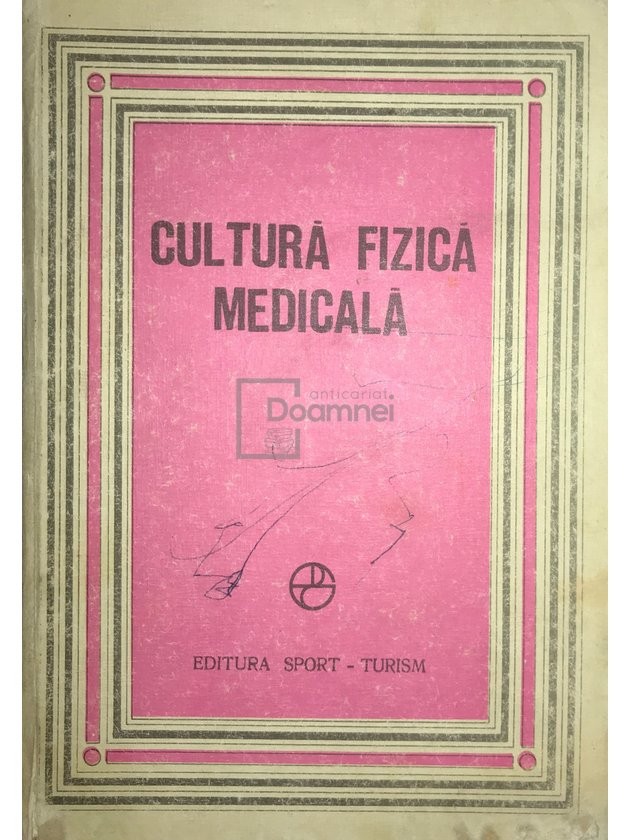 CULTURĂ FIZICĂ
MEDICALĂ
anticariat
Doamnei
EDITURA SPORT - TURISM